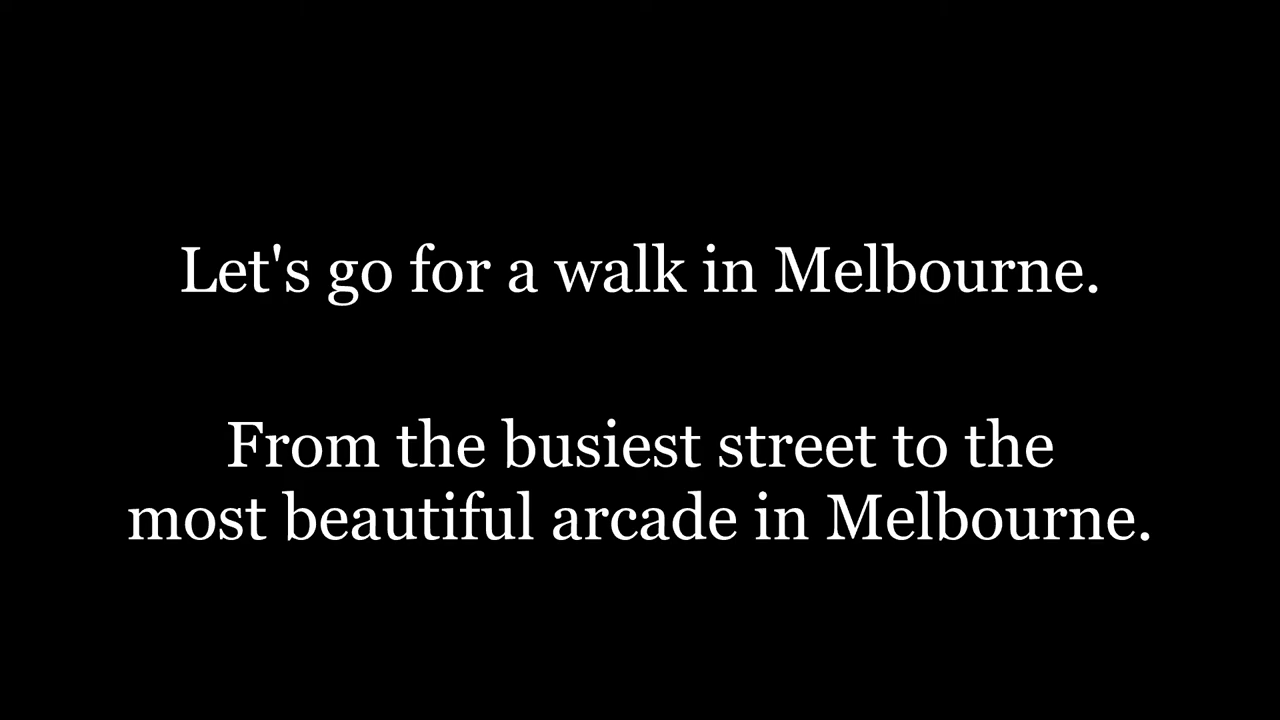 Let's go for a walk in Melbourne.
From the busiest street to the
most beautiful arcade in Melbourne.